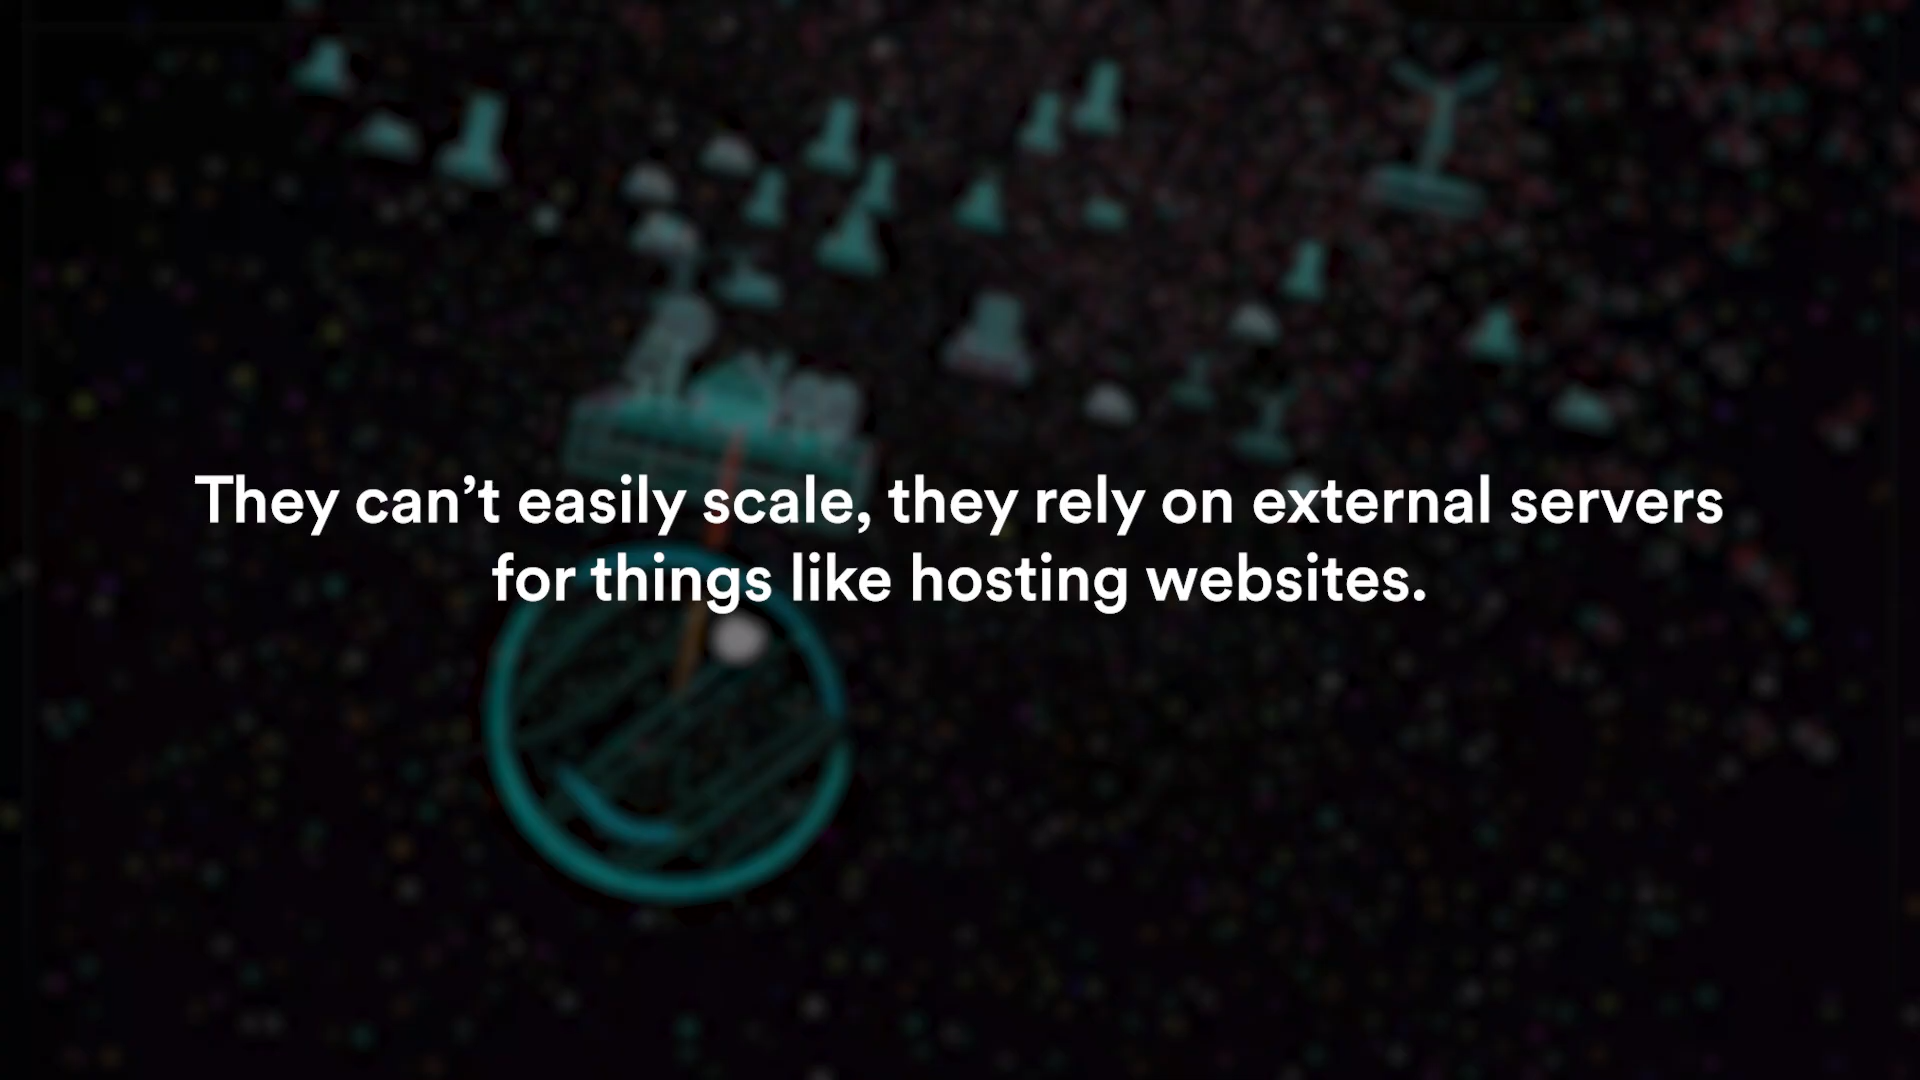 They can’t easily scale, they rely on external servers
for things like hosting websites.